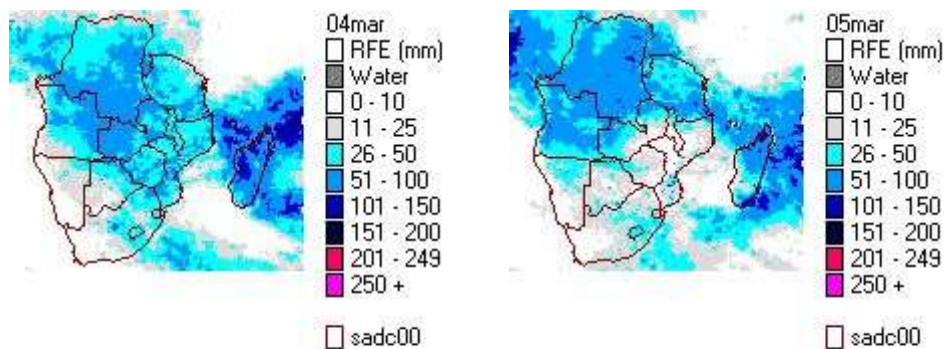 04mar
RFE (mm)
Water
0 - 10
11 - 25
26 - 50
51 - 100
101 - 150
151 - 200
201 - 249
250 +
sadc00
05mar
RFE (mm)
Water
0 - 10
11 - 25
26 - 50
51 - 100
101 - 150
151 - 200
201 - 249
250 +
sadc00